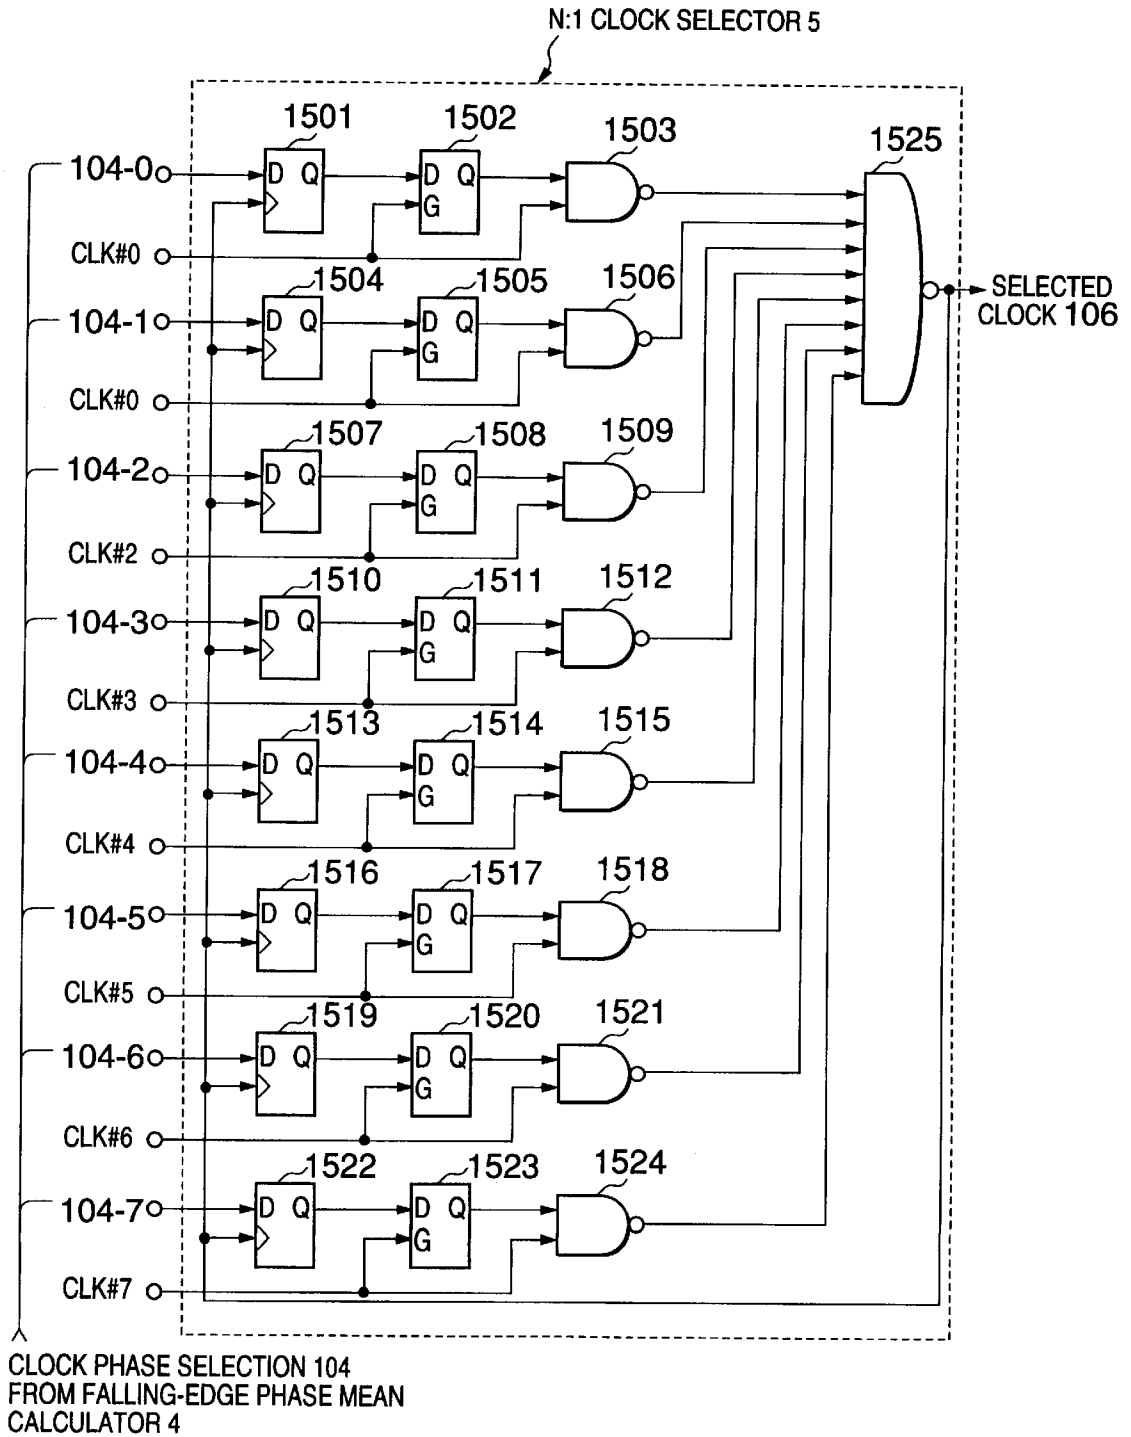 N:1 CLOCK SELECTOR 5
1501
1502
1503
1525
104-0
D Q
D Q
G
CLK#0
1504
1505
1506
SELECTED
CLOCK 106
104-1
D Q
D Q
G
CLK#0
1507
1508
1509
104-2
D Q
D Q
G
CLK#2
1510
1511
1512
104-3
D Q
D Q
G
CLK#3
1513
1514
1515
104-4
D Q
D Q
G
CLK#4
1516
1517
1518
104-5
D Q
D Q
G
CLK#5
1519
1520
1521
104-6
D Q
D Q
G
CLK#6
1522
1523
1524
104-7
D Q
D Q
G
CLK#7
CLOCK PHASE SELECTION 104
FROM FALLING-EDGE PHASE MEAN
CALCULATOR 4